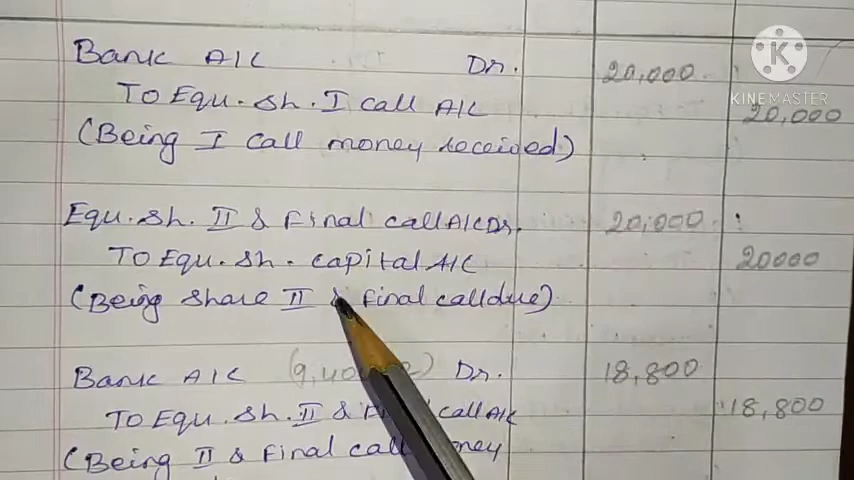 KINEMASTER
Bank A/C Dr. 20,000
To Equ. Sh. I call A/C 20,000
(Being I call money received)
Equ. Sh. II & Final call A/C Dr. 20,000
To Equ. Sh. capital A/C 20000
(Being share II & final call due)
Bank A/C Dr. 18,800
To Equ. Sh. II & call A/C 18,800
(Being II & Final call